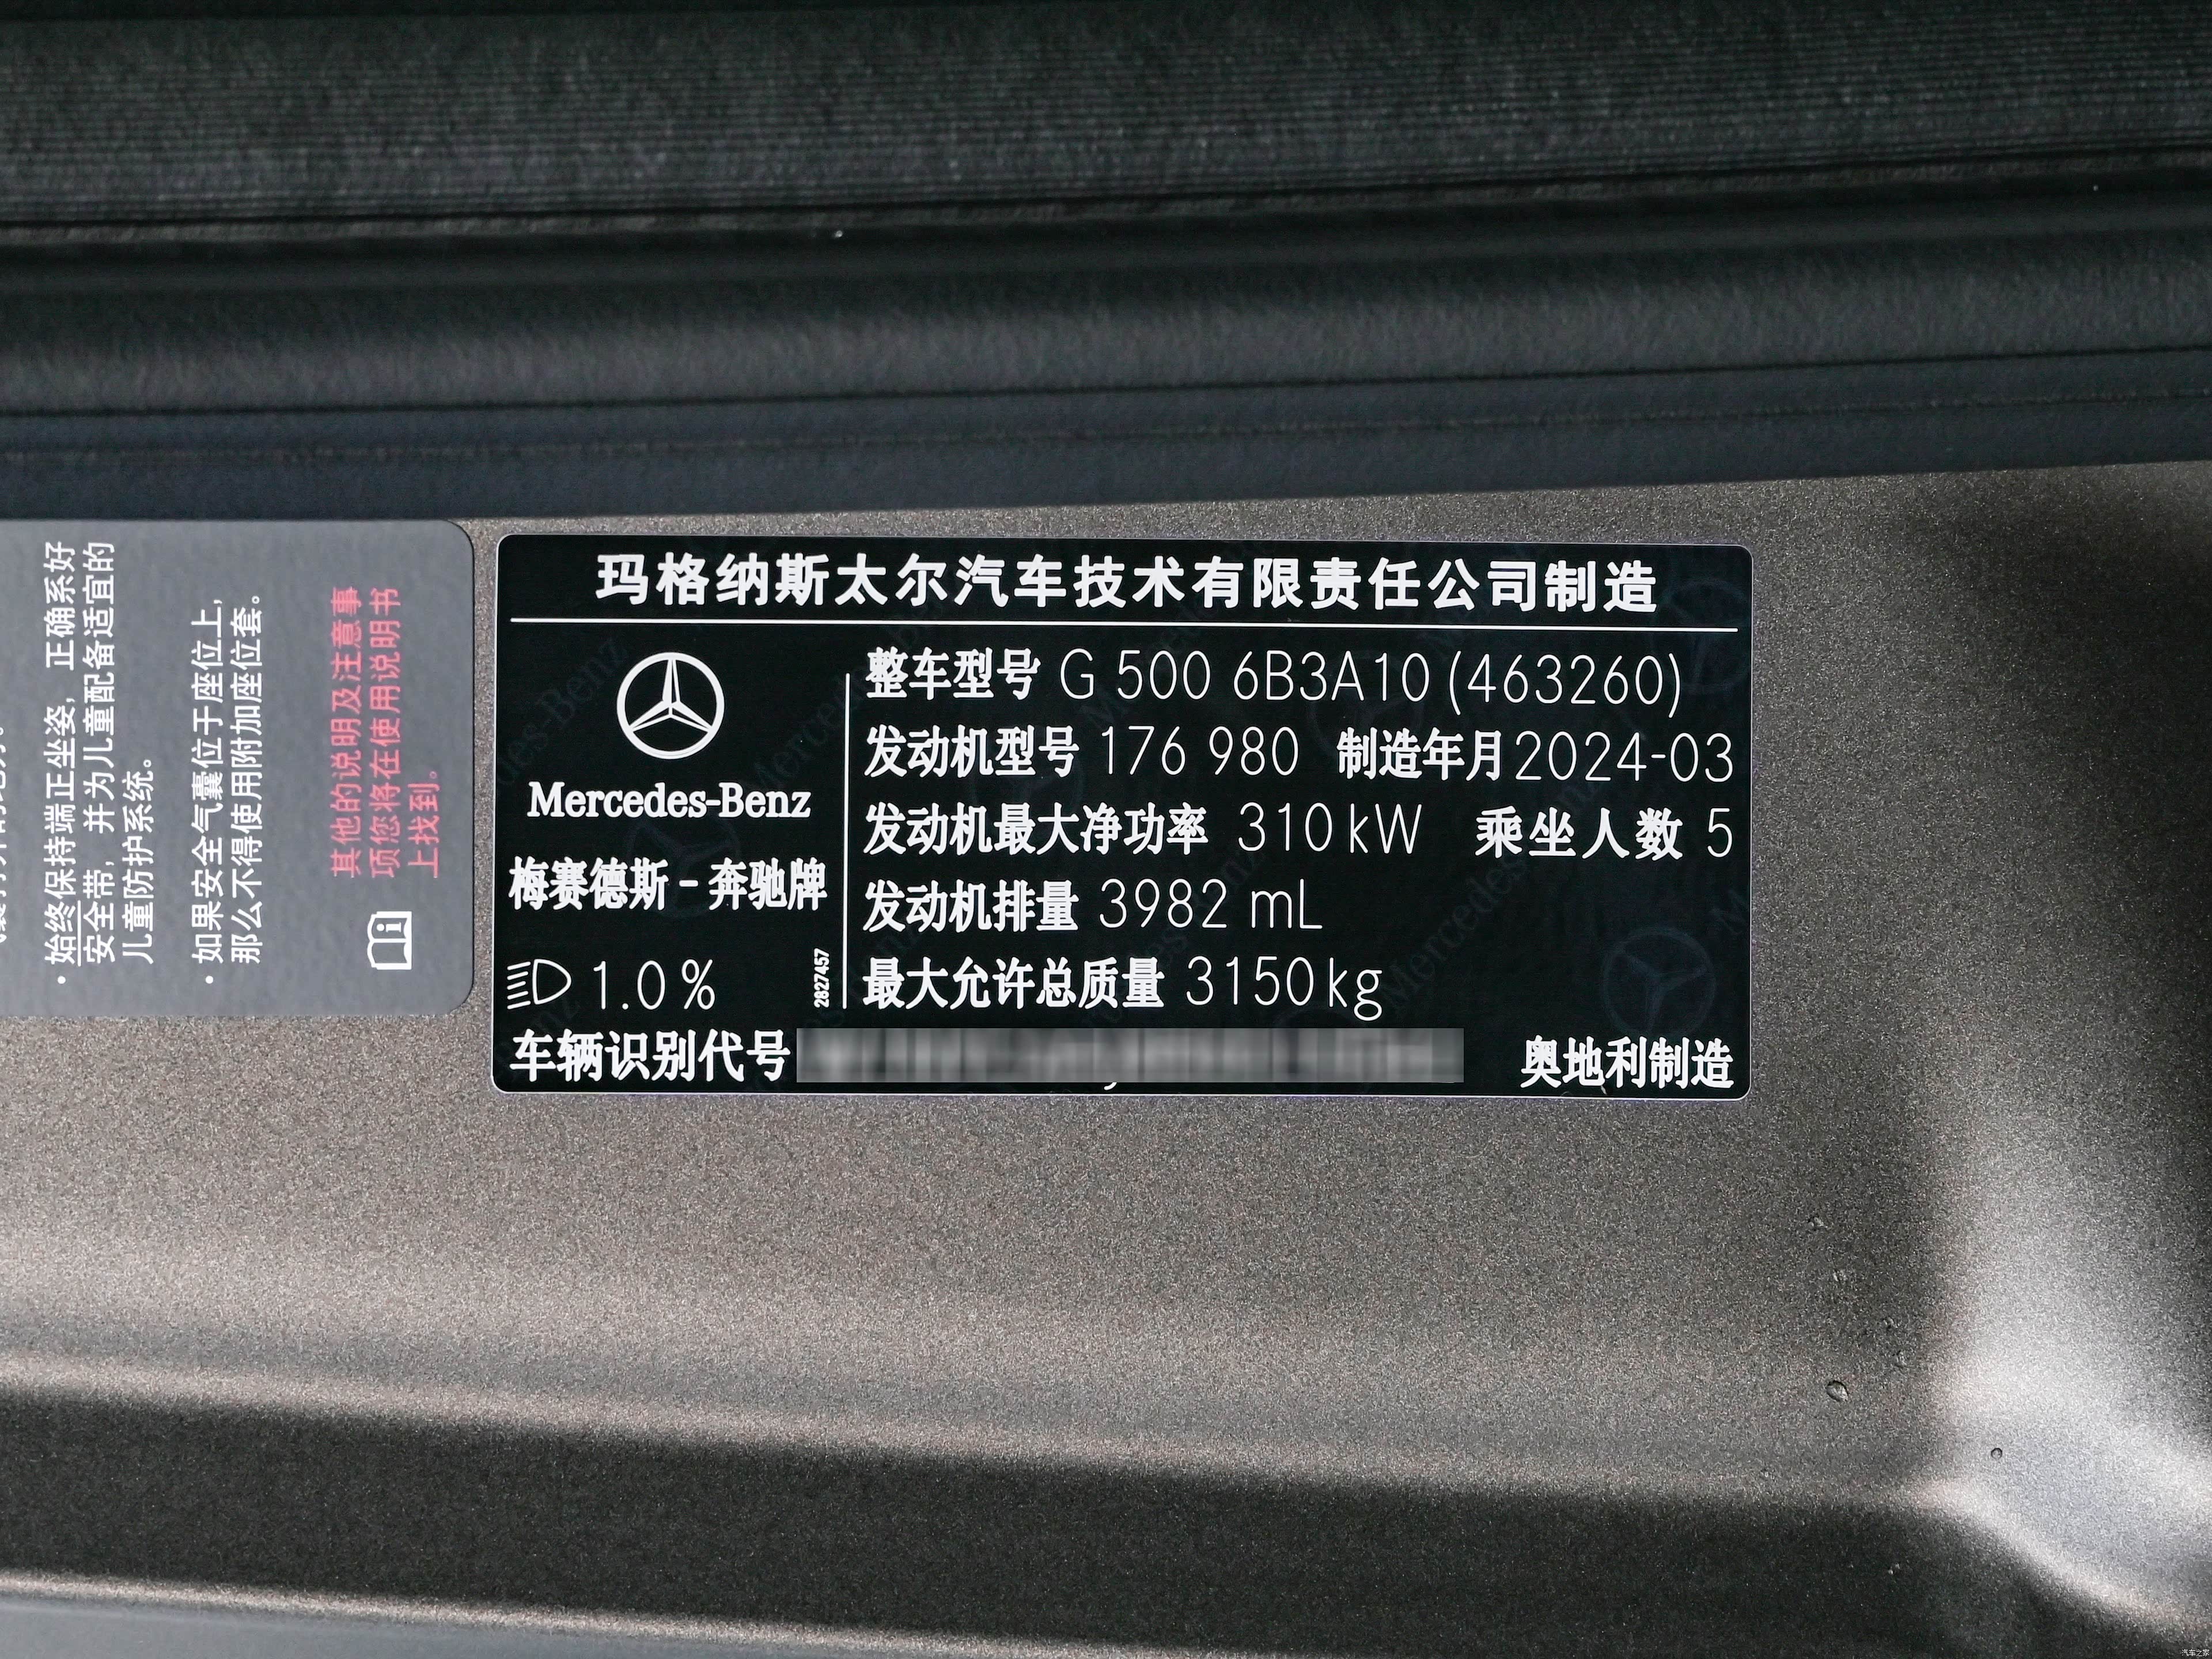 · 始终保持端正坐姿，正确系好
安全带，并为儿童配备适宜的
儿童防护系统。
· 如果安全气囊位于座位上，
那么不得使用附加座位套。
其他的说明及注意事
项您将在使用说明书
上找到。
玛格纳斯太尔汽车技术有限责任公司制造
Mercedes-Benz
梅赛德斯-奔驰牌
1.0%
2827457
整车型号 G 500 6B3A10 (463260)
发动机型号 176 980 制造年月 2024-03
发动机最大净功率 310 kW 乘坐人数 5
发动机排量 3982 mL
最大允许总质量 3150 kg
车辆识别代号
奥地利制造
汽车之家